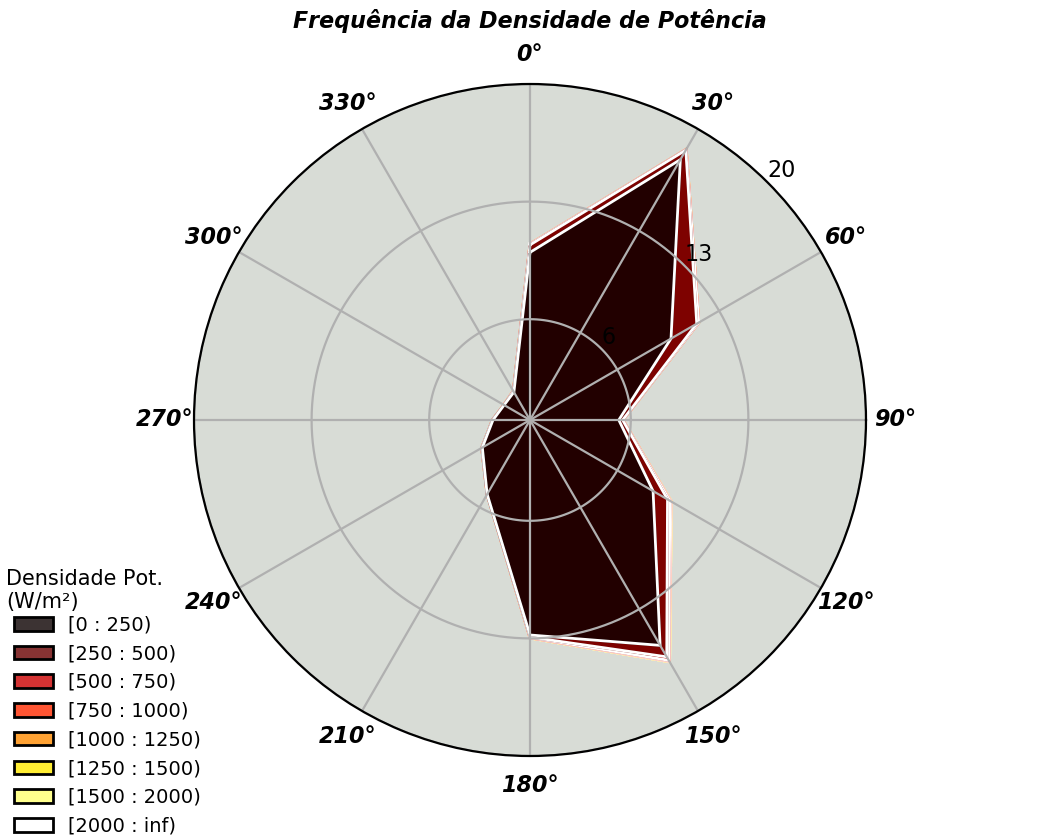 Frequência da Densidade de Potência
0°
330°
30°
20
300°
60°
13
6
270°
90°
Densidade Pot.
(W/m²)
240°
120°
[0 : 250)
[250 : 500)
[500 : 750)
[750 : 1000)
210°
150°
[1000 : 1250)
[1250 : 1500)
180°
[1500 : 2000)
[2000 : inf)